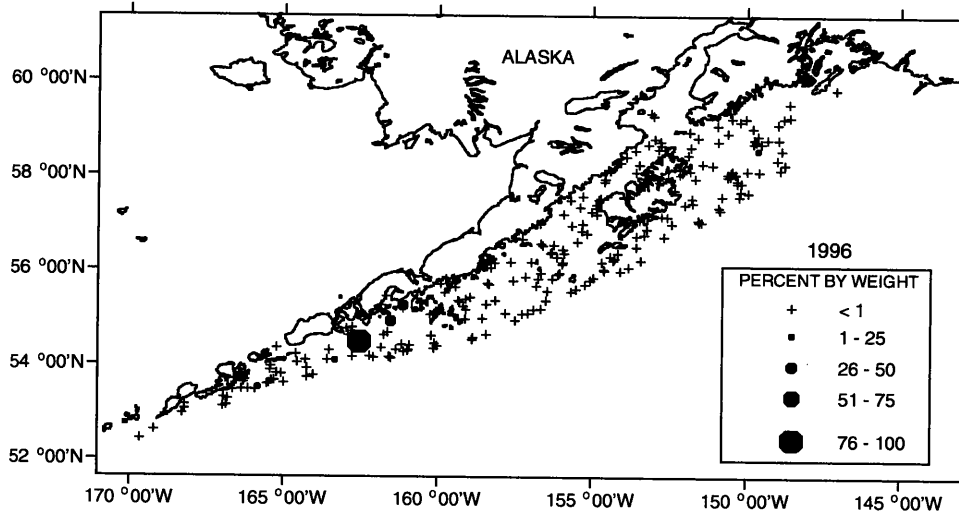 ALASKA
60 °00'N
58 °00'N
56 °00'N
54 °00'N
52 °00'N
1996
PERCENT BY WEIGHT
< 1
1 - 25
26 - 50
51 - 75
76 - 100
170 °00'W
165 °00'W
160 °00'W
155 °00'W
150 °00'W
145 °00'W